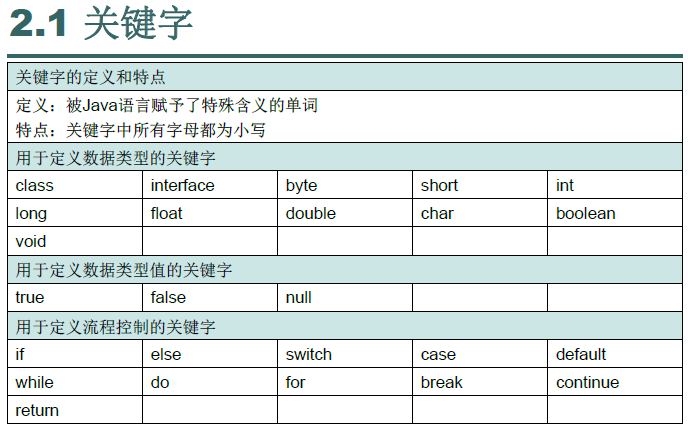 2.1 关键字
关键字的定义和特点
定义：被Java语言赋予了特殊含义的单词
特点：关键字中所有字母都为小写
用于定义数据类型的关键字
class interface byte short int
long float double char boolean
void
用于定义数据类型值的关键字
true false null
用于定义流程控制的关键字
if else switch case default
while do for break continue
return